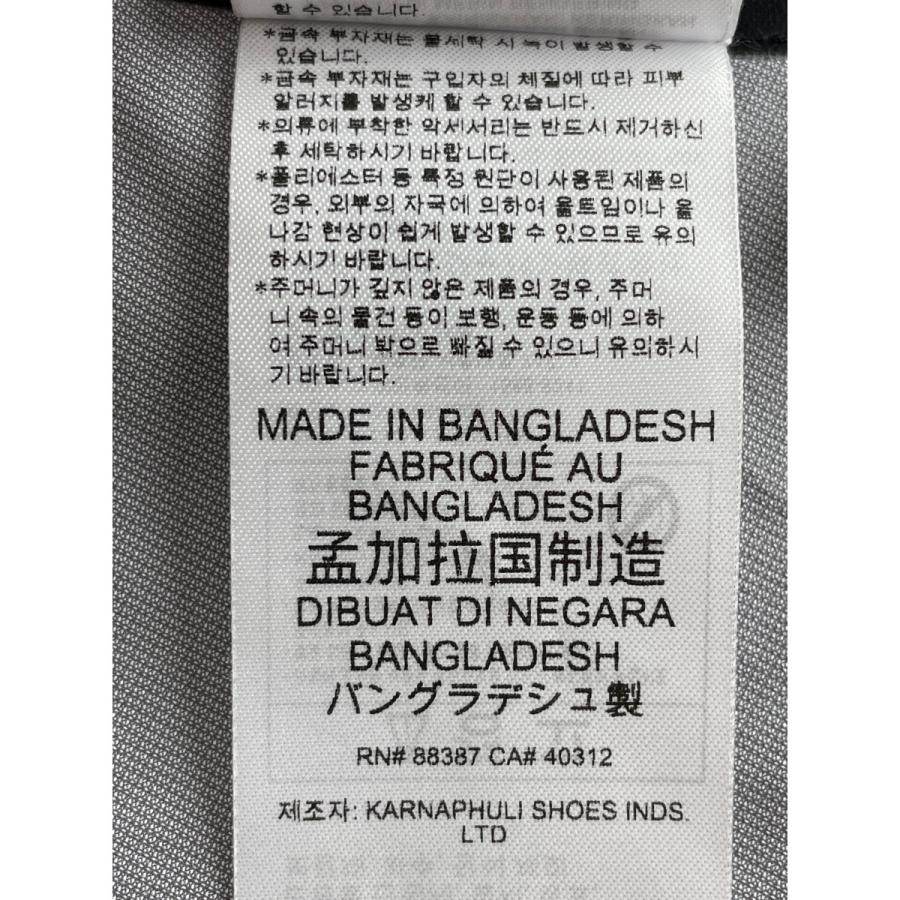 할 수 있습니다.
*금속 부자재는 물세탁 시 녹이 발생할 수
있습니다.
*금속 부자재는 구입자의 체질에 따라 피부
알러지를 발생케 할 수 있습니다.
*의류에 부착한 악세서리는 반드시 제거하신
후 세탁하시기 바랍니다.
*폴리에스터 등 특정 원단이 사용된 제품의
경우, 외부의 자극에 의하여 올트임이나 올
나감 현상이 쉽게 발생할 수 있으므로 유의
하시기 바랍니다.
*주머니가 깊지 않은 제품의 경우, 주머
니 속의 물건 등이 보행, 운동 등에 의하
여 주머니 밖으로 빠질 수 있으니 유의하시
기 바랍니다.
MADE IN BANGLADESH
FABRIQUÉ AU
BANGLADESH
孟加拉国制造
DIBUAT DI NEGARA
BANGLADESH
バングラデシュ製
RN# 88387 CA# 40312
제조자: KARNAPHULI SHOES INDS.
LTD